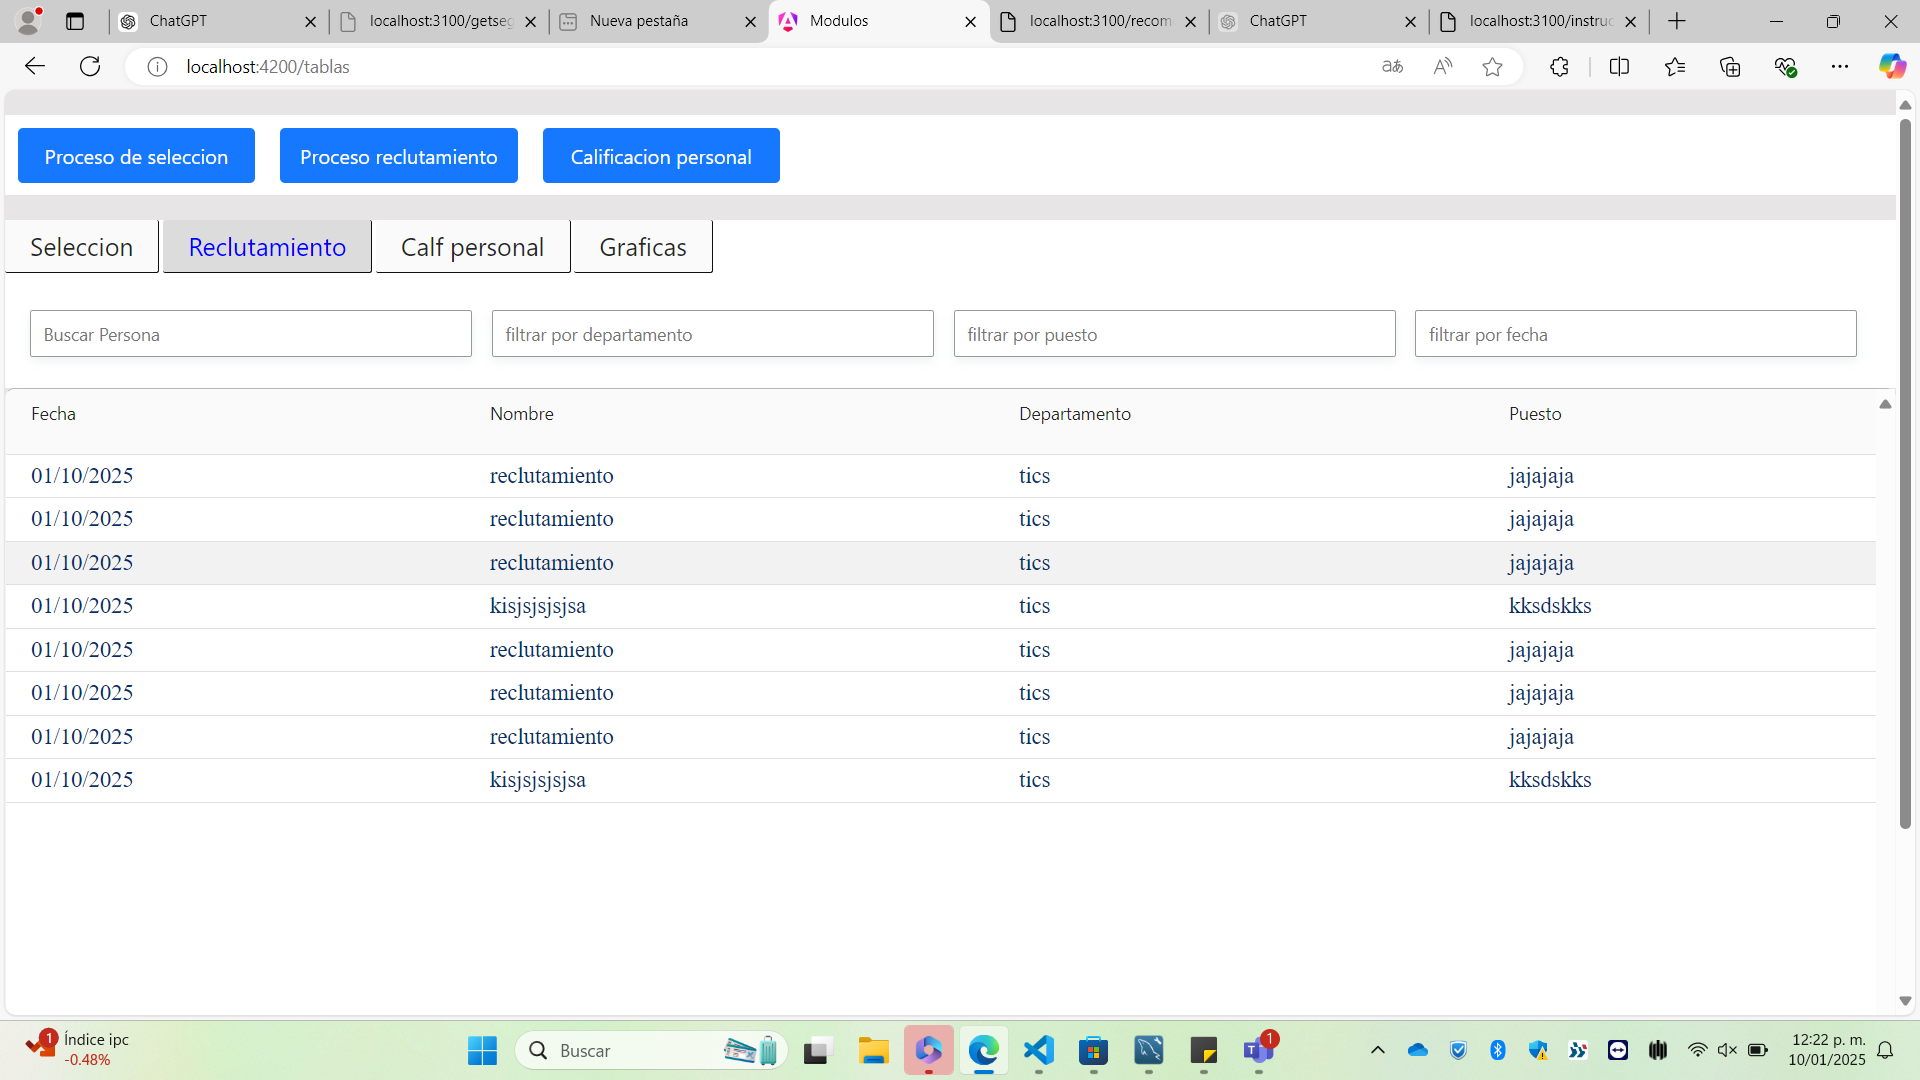 ChatGPT
localhost:3100/getseg
Nueva pestaña
Modulos
localhost:3100/recom
ChatGPT
localhost:3100/instruc
localhost:4200/tablas
Proceso de seleccion
Proceso reclutamiento
Calificacion personal
Seleccion
Reclutamiento
Calf personal
Graficas
Buscar Persona
filtrar por departamento
filtrar por puesto
filtrar por fecha
Fecha Nombre Departamento Puesto
01/10/2025 reclutamiento tics jajajaja
01/10/2025 reclutamiento tics jajajaja
01/10/2025 reclutamiento tics jajajaja
01/10/2025 kisjsjsjsjsa tics kksdskks
01/10/2025 reclutamiento tics jajajaja
01/10/2025 reclutamiento tics jajajaja
01/10/2025 reclutamiento tics jajajaja
01/10/2025 kisjsjsjsjsa tics kksdskks
1
Índice ipc
-0.48%
Buscar
1
12:22 p. m.
10/01/2025